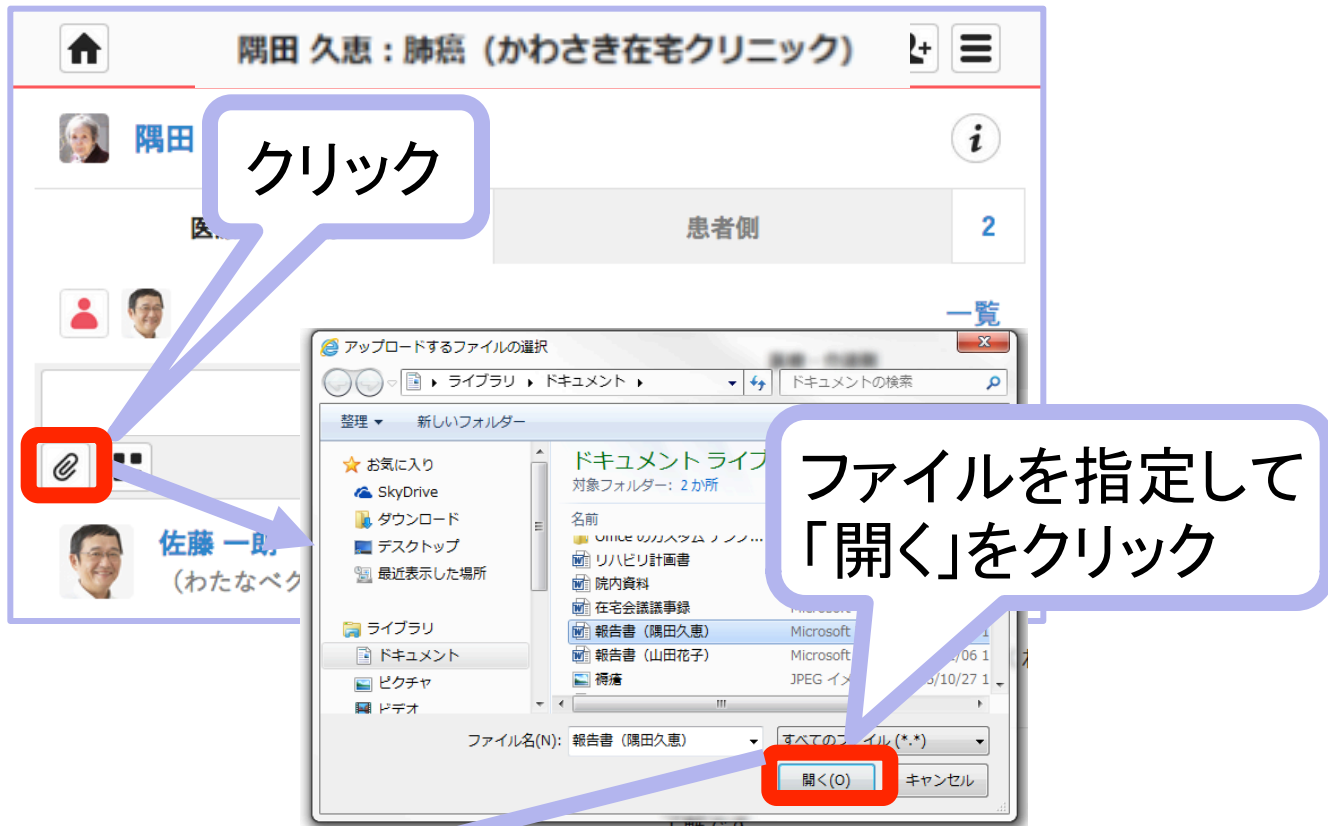 隅田 久恵：肺癌（かわさき在宅クリニック）
隅田
クリック
患者側
2
一覧
アップロードするファイルの選択
ライブラリ ▸ ドキュメント ▸
ドキュメントの検索
整理 ▼ 新しいフォルダー
お気に入り
SkyDrive
ダウンロード
デスクトップ
最近表示した場所
ライブラリ
ドキュメント
ピクチャ
ビデオ
ドキュメント ライブ
対象フォルダー: 2 か所
名前
リハビリ計画書
院内資料
在宅会議議事録
報告書（隅田久恵） Microsoft
報告書（山田花子） Microsoft /06 1
褥瘡 JPEG イメ /10/27 1
ファイルを指定して
「開く」をクリック
佐藤 一郎
（わたなべク
ファイル名(N): 報告書（隅田久恵） すべてのファイル (*.*)
開く(O) キャンセル